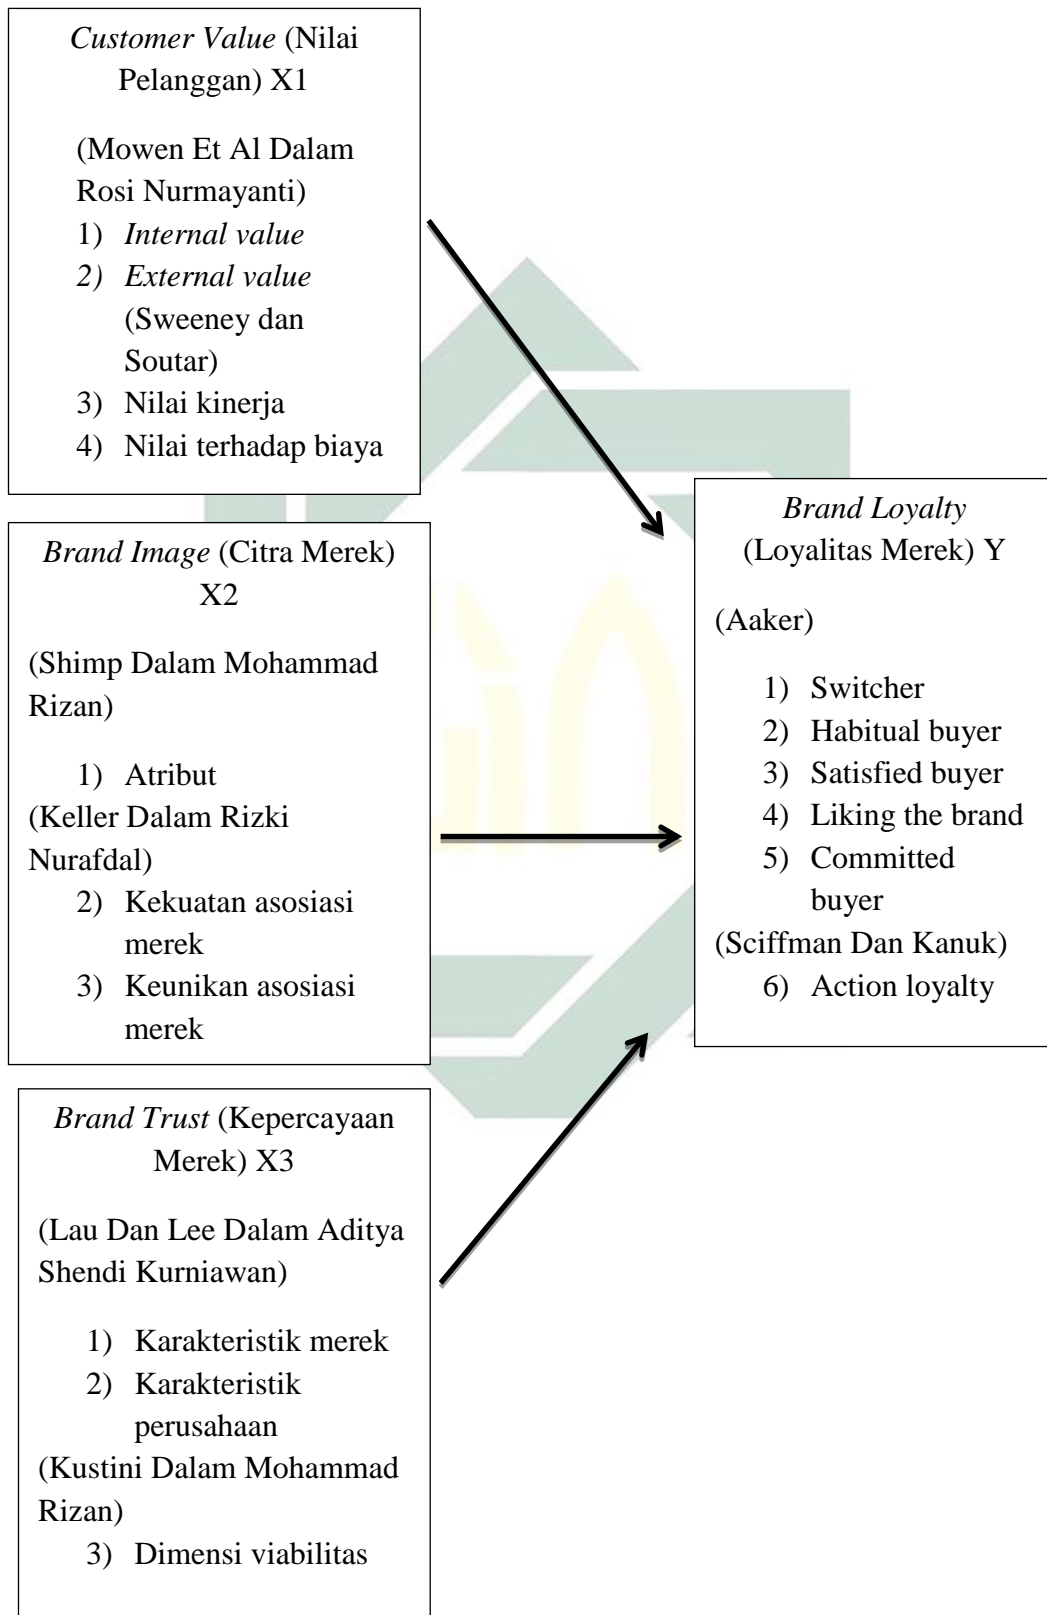 Customer Value (Nilai
Pelanggan) X1
(Mowen Et Al Dalam
Rosi Nurmayanti)
1) Internal value
2) External value
(Sweeney dan
Soutar)
3) Nilai kinerja
4) Nilai terhadap biaya
Brand Image (Citra Merek)
X2
(Shimp Dalam Mohammad
Rizan)
1) Atribut
(Keller Dalam Rizki
Nurafdal)
2) Kekuatan asosiasi
merek
3) Keunikan asosiasi
merek
Brand Trust (Kepercayaan
Merek) X3
(Lau Dan Lee Dalam Aditya
Shendi Kurniawan)
1) Karakteristik merek
2) Karakteristik
perusahaan
(Kustini Dalam Mohammad
Rizan)
3) Dimensi viabilitas
Brand Loyalty
(Loyalitas Merek) Y
(Aaker)
1) Switcher
2) Habitual buyer
3) Satisfied buyer
4) Liking the brand
5) Committed
buyer
(Sciffman Dan Kanuk)
6) Action loyalty